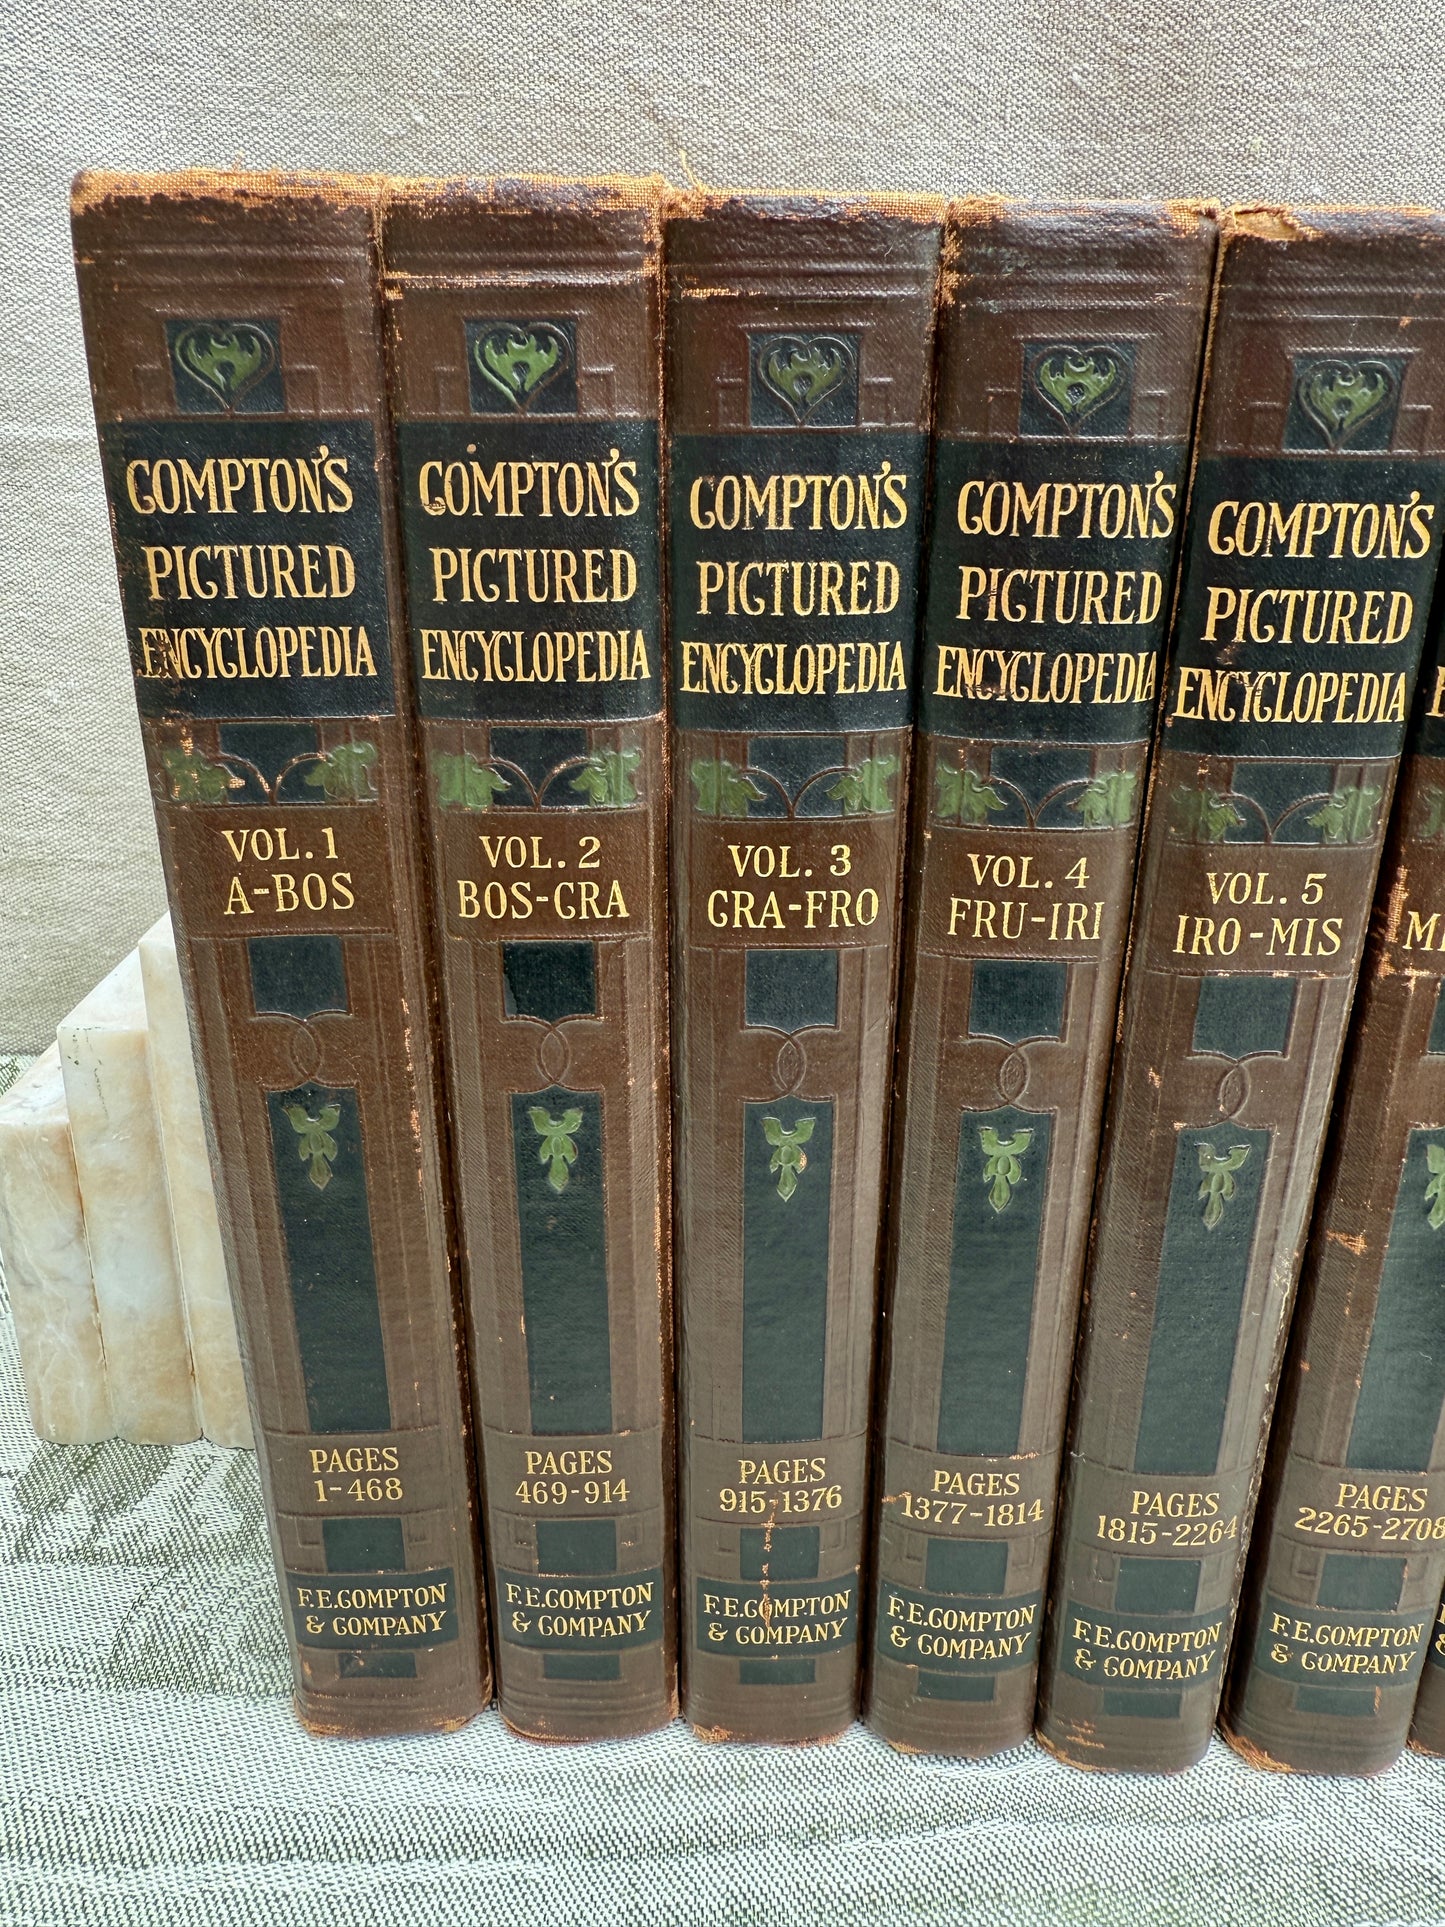 COMPTON'S
PICTURED
ENCYCLOPEDIA
VOL. 1
A-BOS
PAGES
1-468
F.E.COMPTON
& COMPANY
COMPTON'S
PICTURED
ENCYCLOPEDIA
VOL. 2
BOS-CRA
PAGES
469-914
F.E.COMPTON
& COMPANY
COMPTON'S
PICTURED
ENCYCLOPEDIA
VOL. 3
CRA-FRO
PAGES
915-1376
F.E.COMPTON
& COMPANY
COMPTON'S
PICTURED
ENCYCLOPEDIA
VOL. 4
FRU-IRI
PAGES
1377-1814
F.E.COMPTON
& COMPANY
COMPTON'S
PICTURED
ENCYCLOPEDIA
VOL. 5
IRO-MIS
PAGES
1815-2264
F.E.COMPTON
& COMPANY
PAGES
2265-2708
F.E.COMPTON
& COMPANY